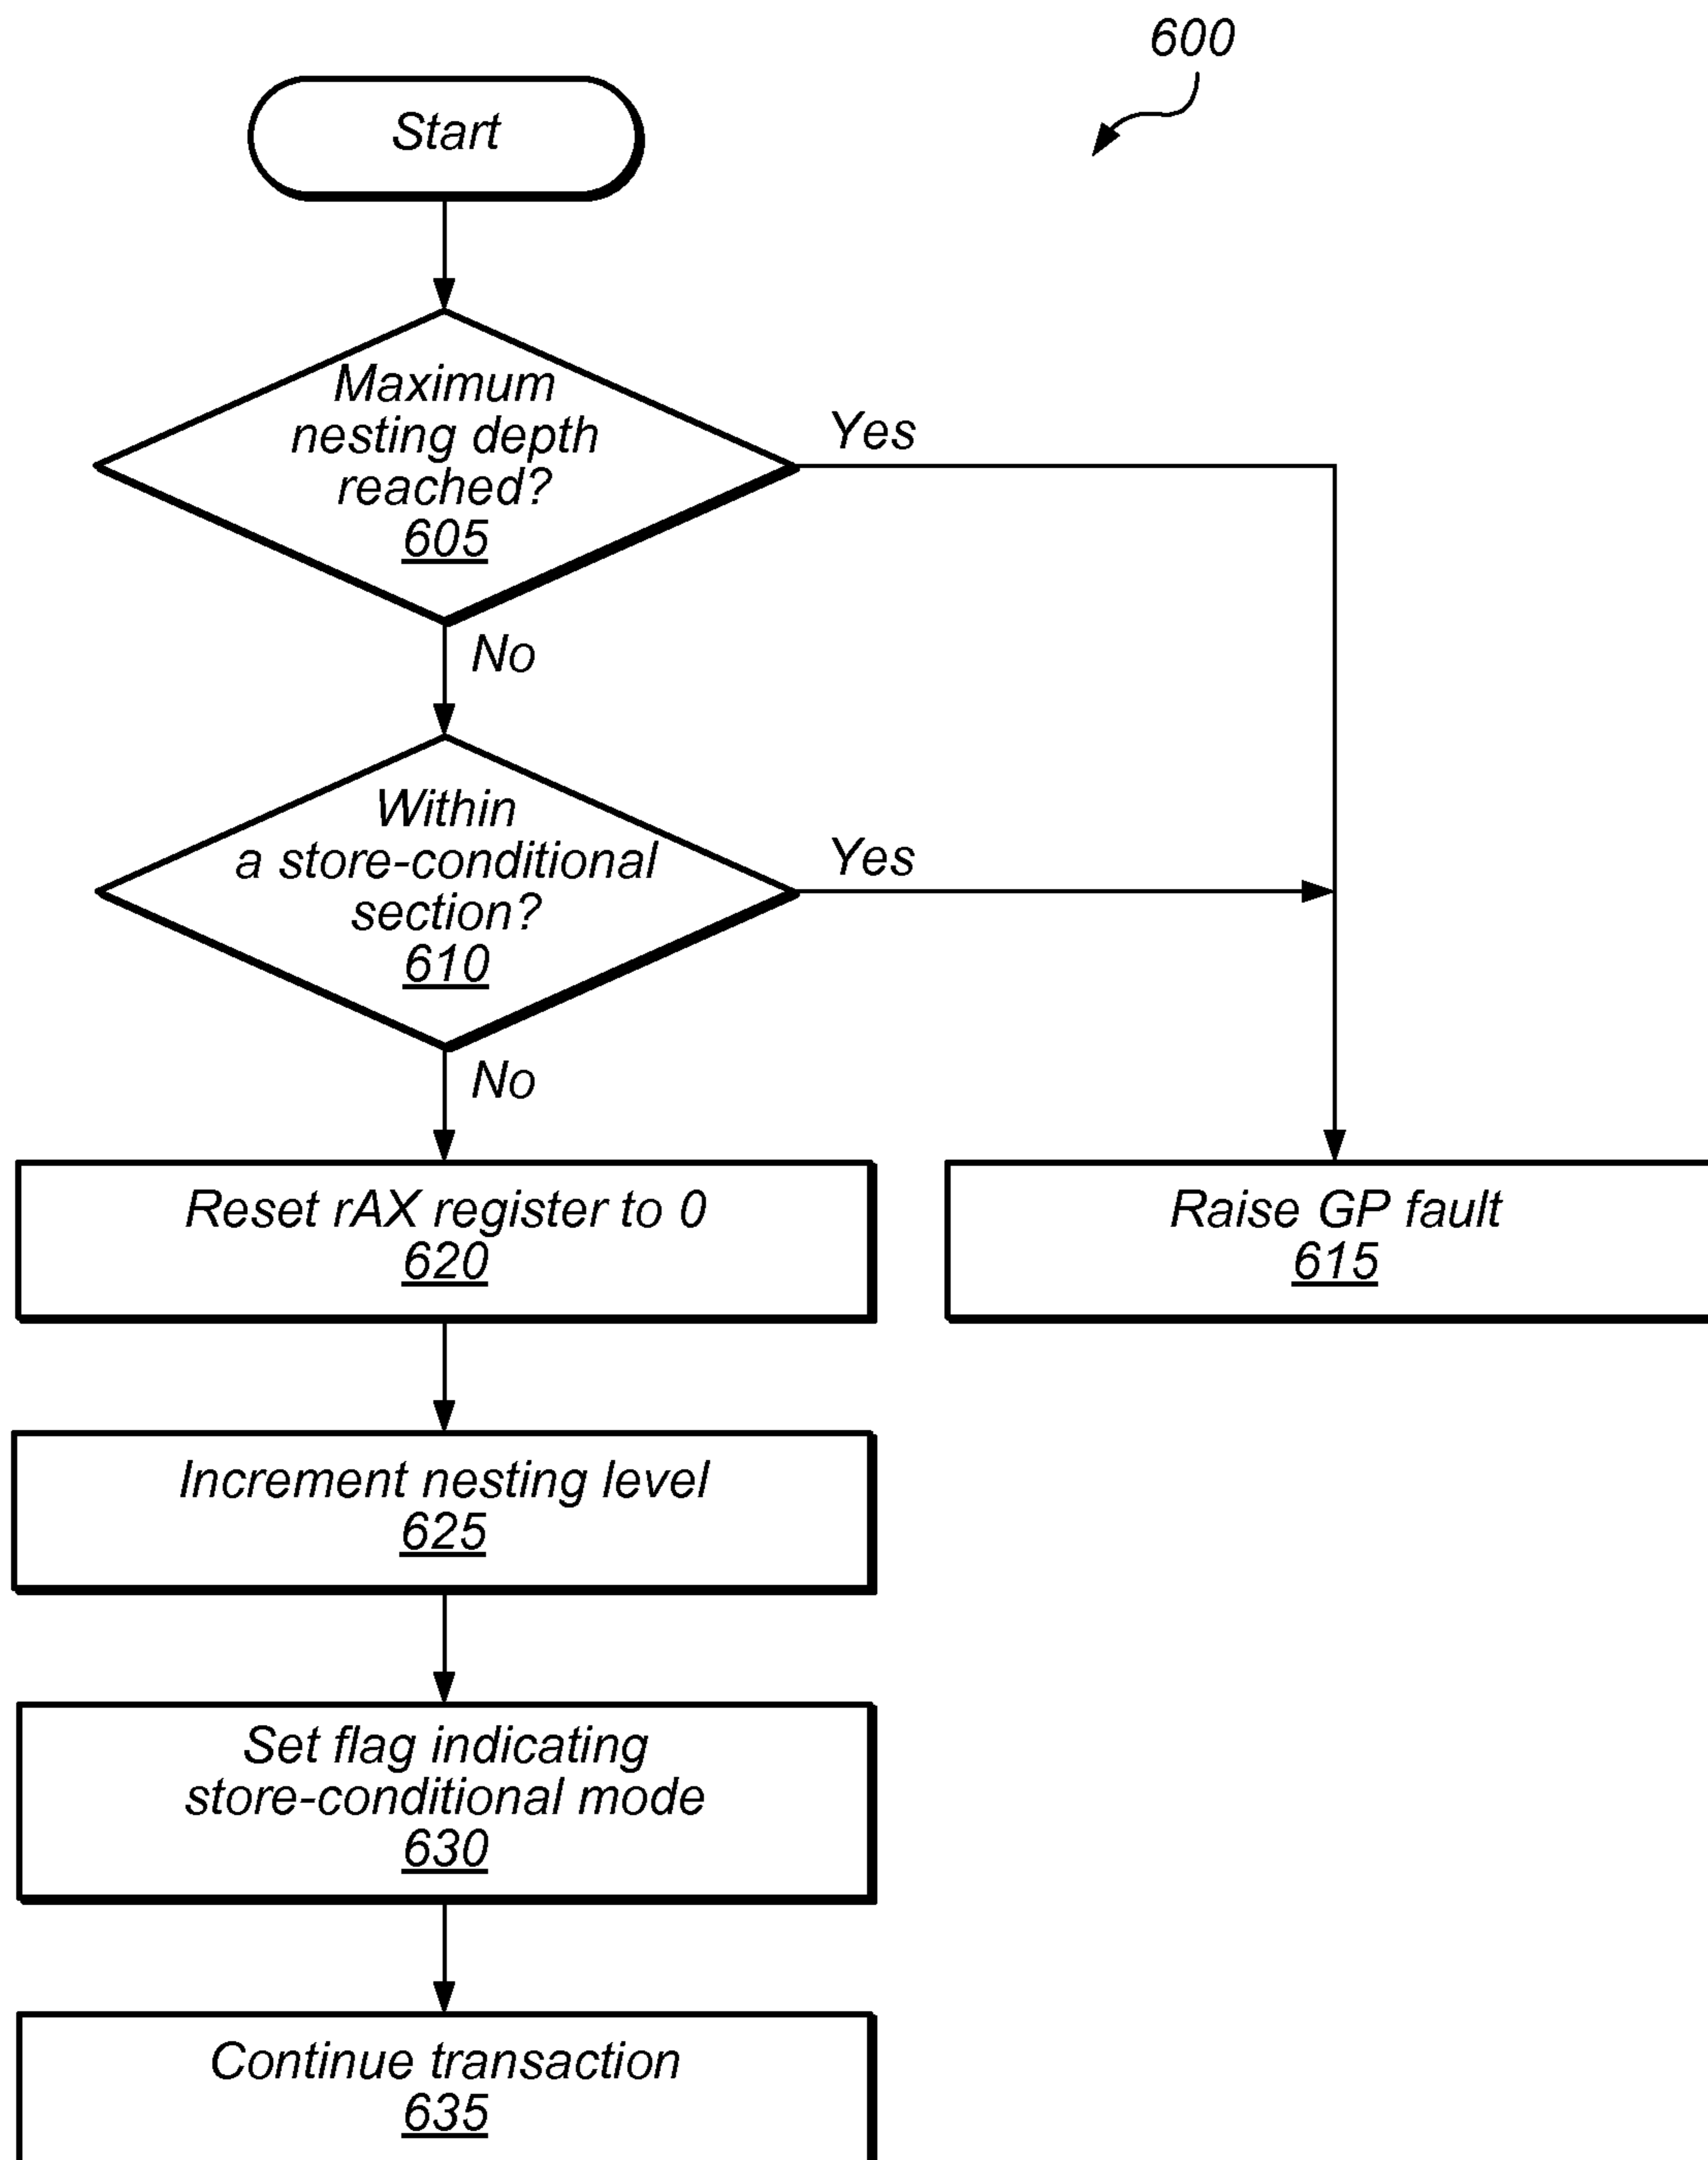 600
Start
Maximum
nesting depth
reached?
605
Yes
No
Within
a store-conditional
section?
610
Yes
No
Reset rAX register to 0
620
Raise GP fault
615
Increment nesting level
625
Set flag indicating
store-conditional mode
630
Continue transaction
635